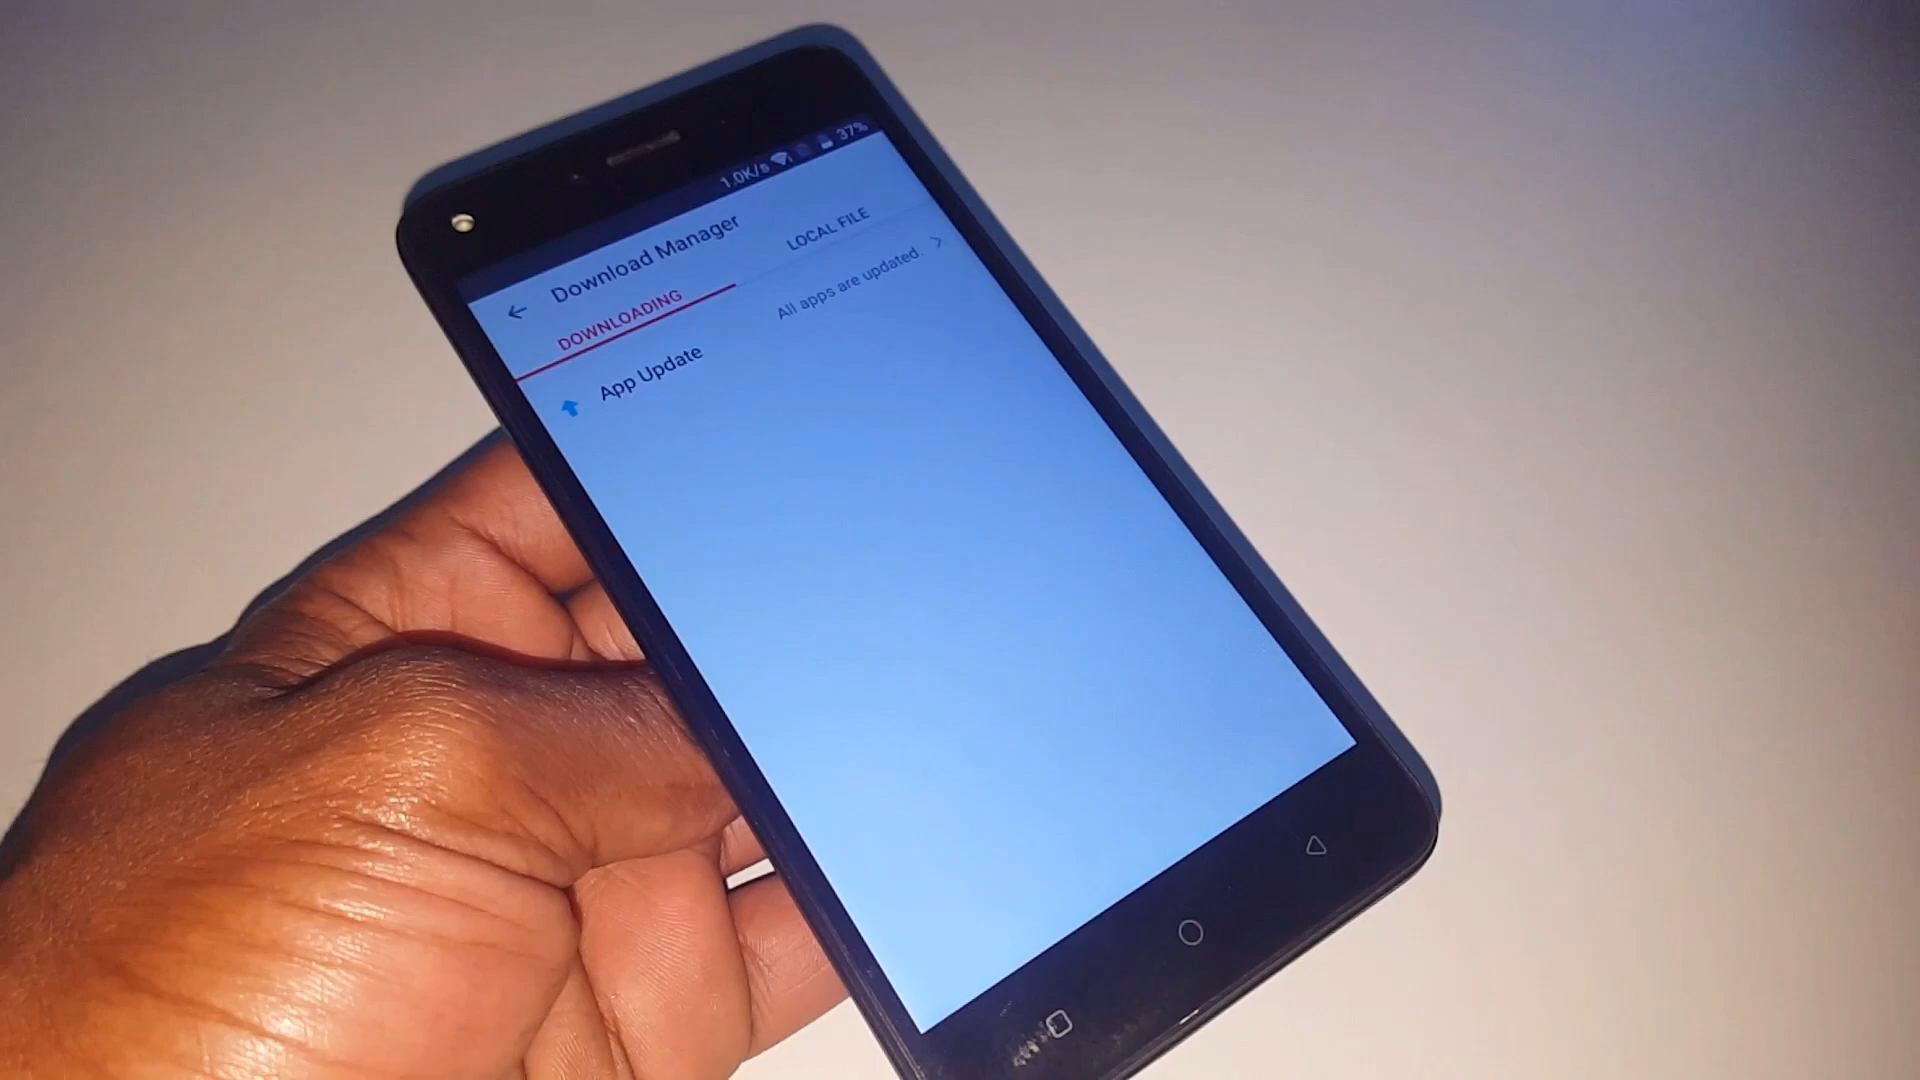 1.0K/s 37%
Download Manager
DOWNLOADING LOCAL FILE
App Update All apps are updated.